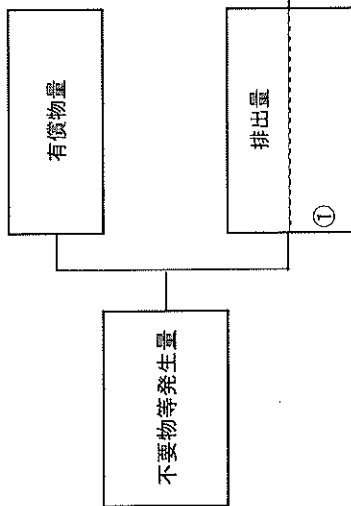 不要物等発生量
有償物量
排出量
①